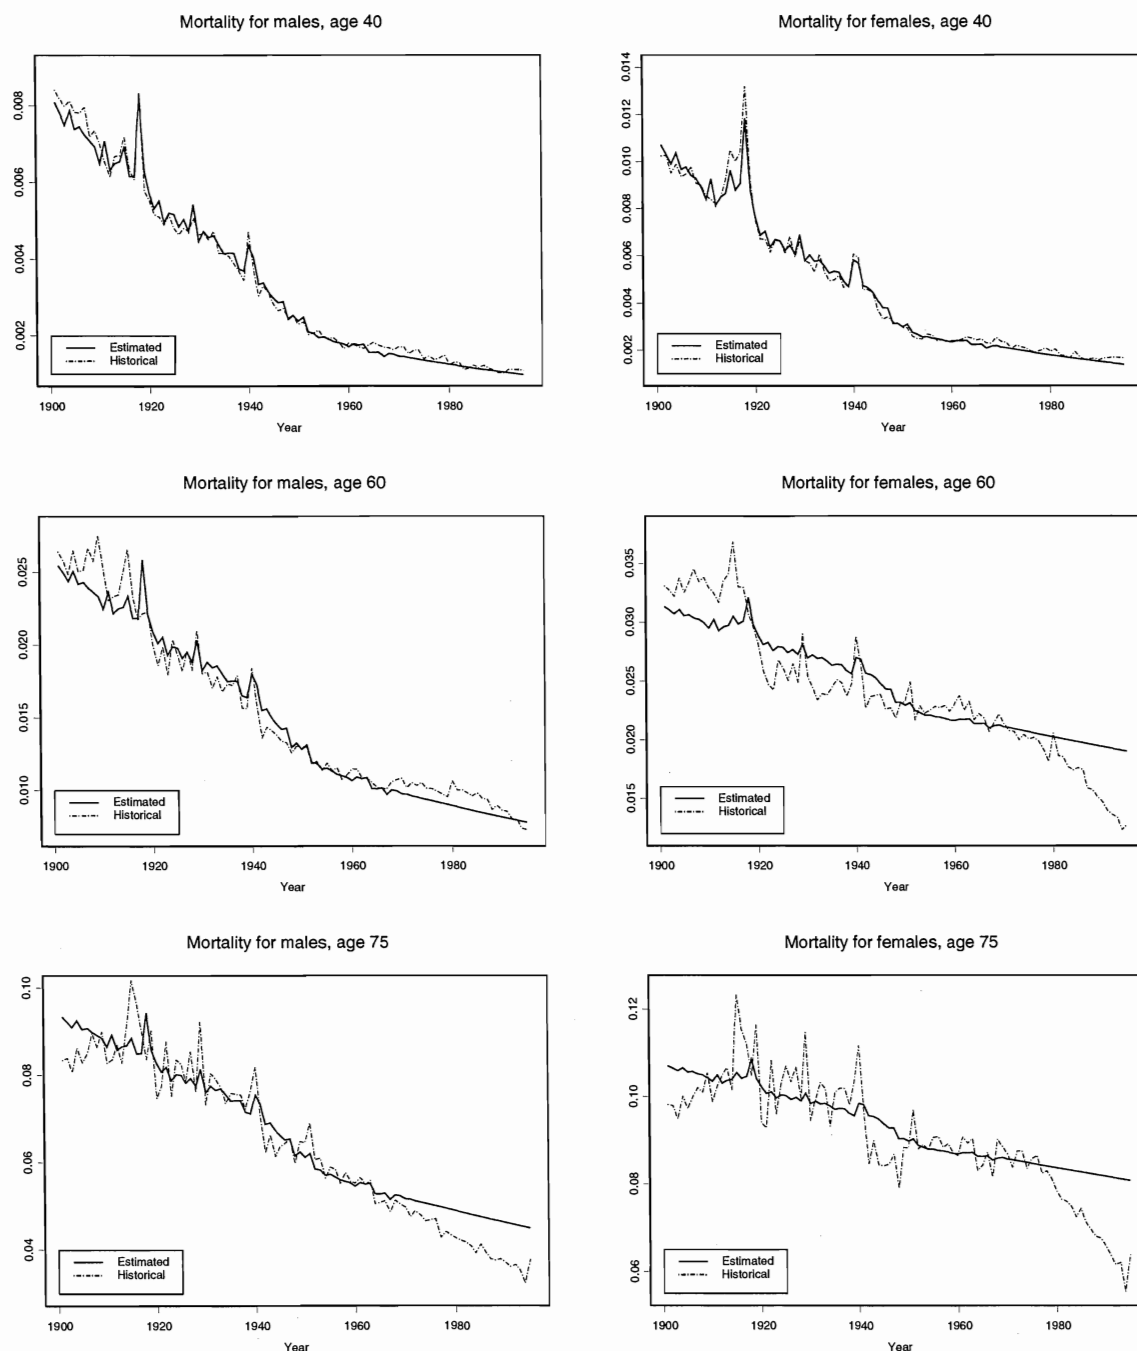 Mortality for males, age 40
0.008
0.006
0.004
0.002
Estimated
Historical
1900 1920 1940 1960 1980
Year
Mortality for females, age 40
0.014
0.012
0.010
0.008
0.006
0.004
0.002
Estimated
Historical
1900 1920 1940 1960 1980
Year
Mortality for males, age 60
0.025
0.020
0.015
0.010
Estimated
Historical
1900 1920 1940 1960 1980
Year
Mortality for females, age 60
0.035
0.030
0.025
0.020
0.015
Estimated
Historical
1900 1920 1940 1960 1980
Year
Mortality for males, age 75
0.10
0.08
0.06
0.04
Estimated
Historical
1900 1920 1940 1960 1980
Year
Mortality for females, age 75
0.12
0.10
0.08
0.06
Estimated
Historical
1900 1920 1940 1960 1980
Year